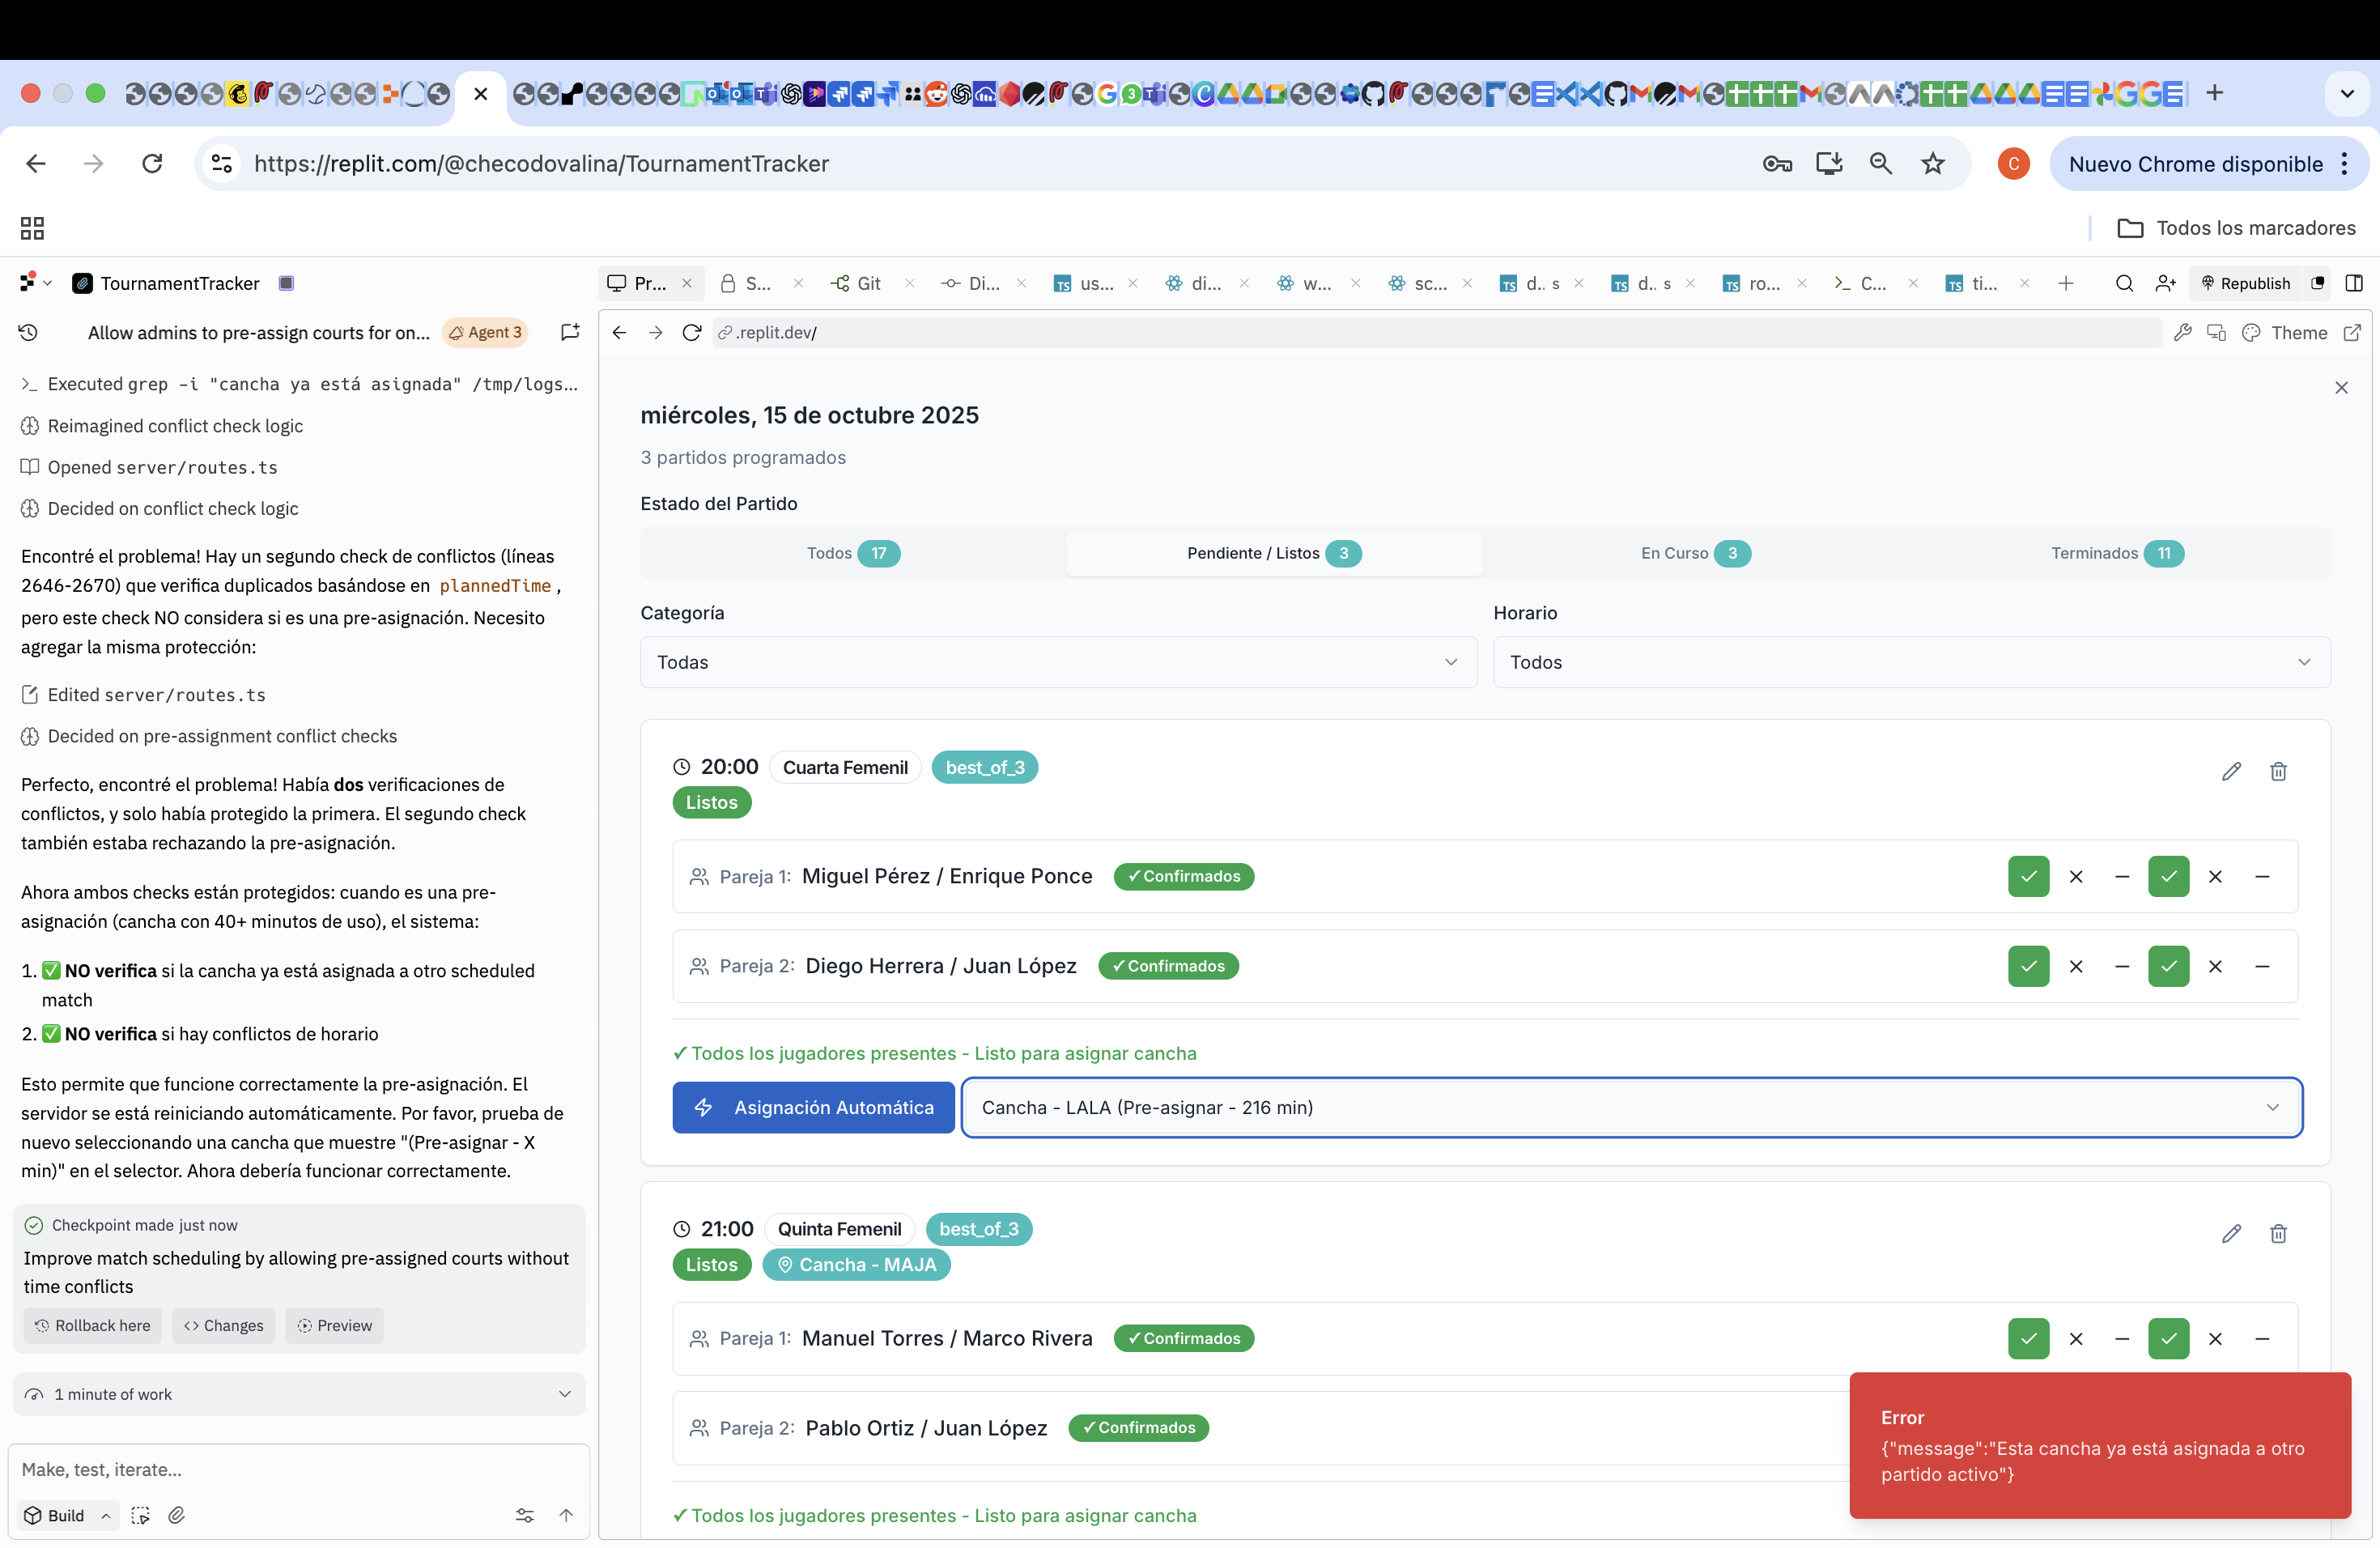 https://replit.com/@checodovalina/TournamentTracker
C
Nuevo Chrome disponible
Todos los marcadores
TournamentTracker
Pr...
S...
Git
Di...
us...
di...
w...
sc...
d.. s
d.. s
ro...
C...
ti...
Republish
Allow admins to pre-assign courts for on...
Agent 3
.replit.dev/
Theme
Executed grep -i "cancha ya está asignada" /tmp/logs...
Reimagined conflict check logic
Opened server/routes.ts
Decided on conflict check logic
Encontré el problema! Hay un segundo check de conflictos (líneas
2646-2670) que verifica duplicados basándose en plannedTime ,
pero este check NO considera si es una pre-asignación. Necesito
agregar la misma protección:
Edited server/routes.ts
Decided on pre-assignment conflict checks
Perfecto, encontré el problema! Había dos verificaciones de
conflictos, y solo había protegido la primera. El segundo check
también estaba rechazando la pre-asignación.
Ahora ambos checks están protegidos: cuando es una pre-
asignación (cancha con 40+ minutos de uso), el sistema:
1. ✅ NO verifica si la cancha ya está asignada a otro scheduled
match
2. ✅ NO verifica si hay conflictos de horario
Esto permite que funcione correctamente la pre-asignación. El
servidor se está reiniciando automáticamente. Por favor, prueba de
nuevo seleccionando una cancha que muestre "(Pre-asignar - X
min)" en el selector. Ahora debería funcionar correctamente.
Checkpoint made just now
Improve match scheduling by allowing pre-assigned courts without
time conflicts
Rollback here
Changes
Preview
1 minute of work
Make, test, iterate...
Build
miércoles, 15 de octubre 2025
3 partidos programados
Estado del Partido
Todos 17
Pendiente / Listos 3
En Curso 3
Terminados 11
Categoría
Horario
Todas
Todos
20:00 Cuarta Femenil best_of_3
Listos
Pareja 1: Miguel Pérez / Enrique Ponce ✓Confirmados
Pareja 2: Diego Herrera / Juan López ✓Confirmados
✓Todos los jugadores presentes - Listo para asignar cancha
Asignación Automática
Cancha - LALA (Pre-asignar - 216 min)
21:00 Quinta Femenil best_of_3
Listos Cancha - MAJA
Pareja 1: Manuel Torres / Marco Rivera ✓Confirmados
Pareja 2: Pablo Ortiz / Juan López ✓Confirmados
✓Todos los jugadores presentes - Listo para asignar cancha
Error
{"message":"Esta cancha ya está asignada a otro
partido activo"}